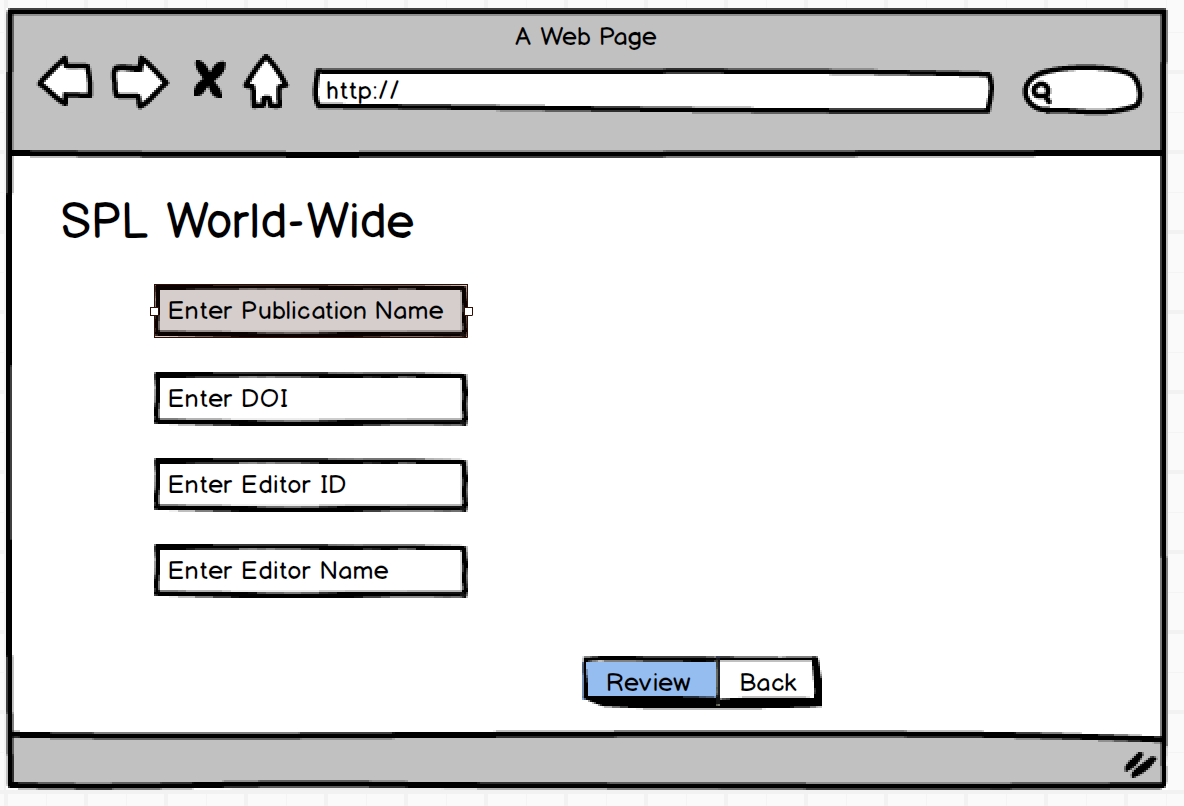 A Web Page
http://
SPL World-Wide
Enter Publication Name
Enter DOI
Enter Editor ID
Enter Editor Name
Review Back